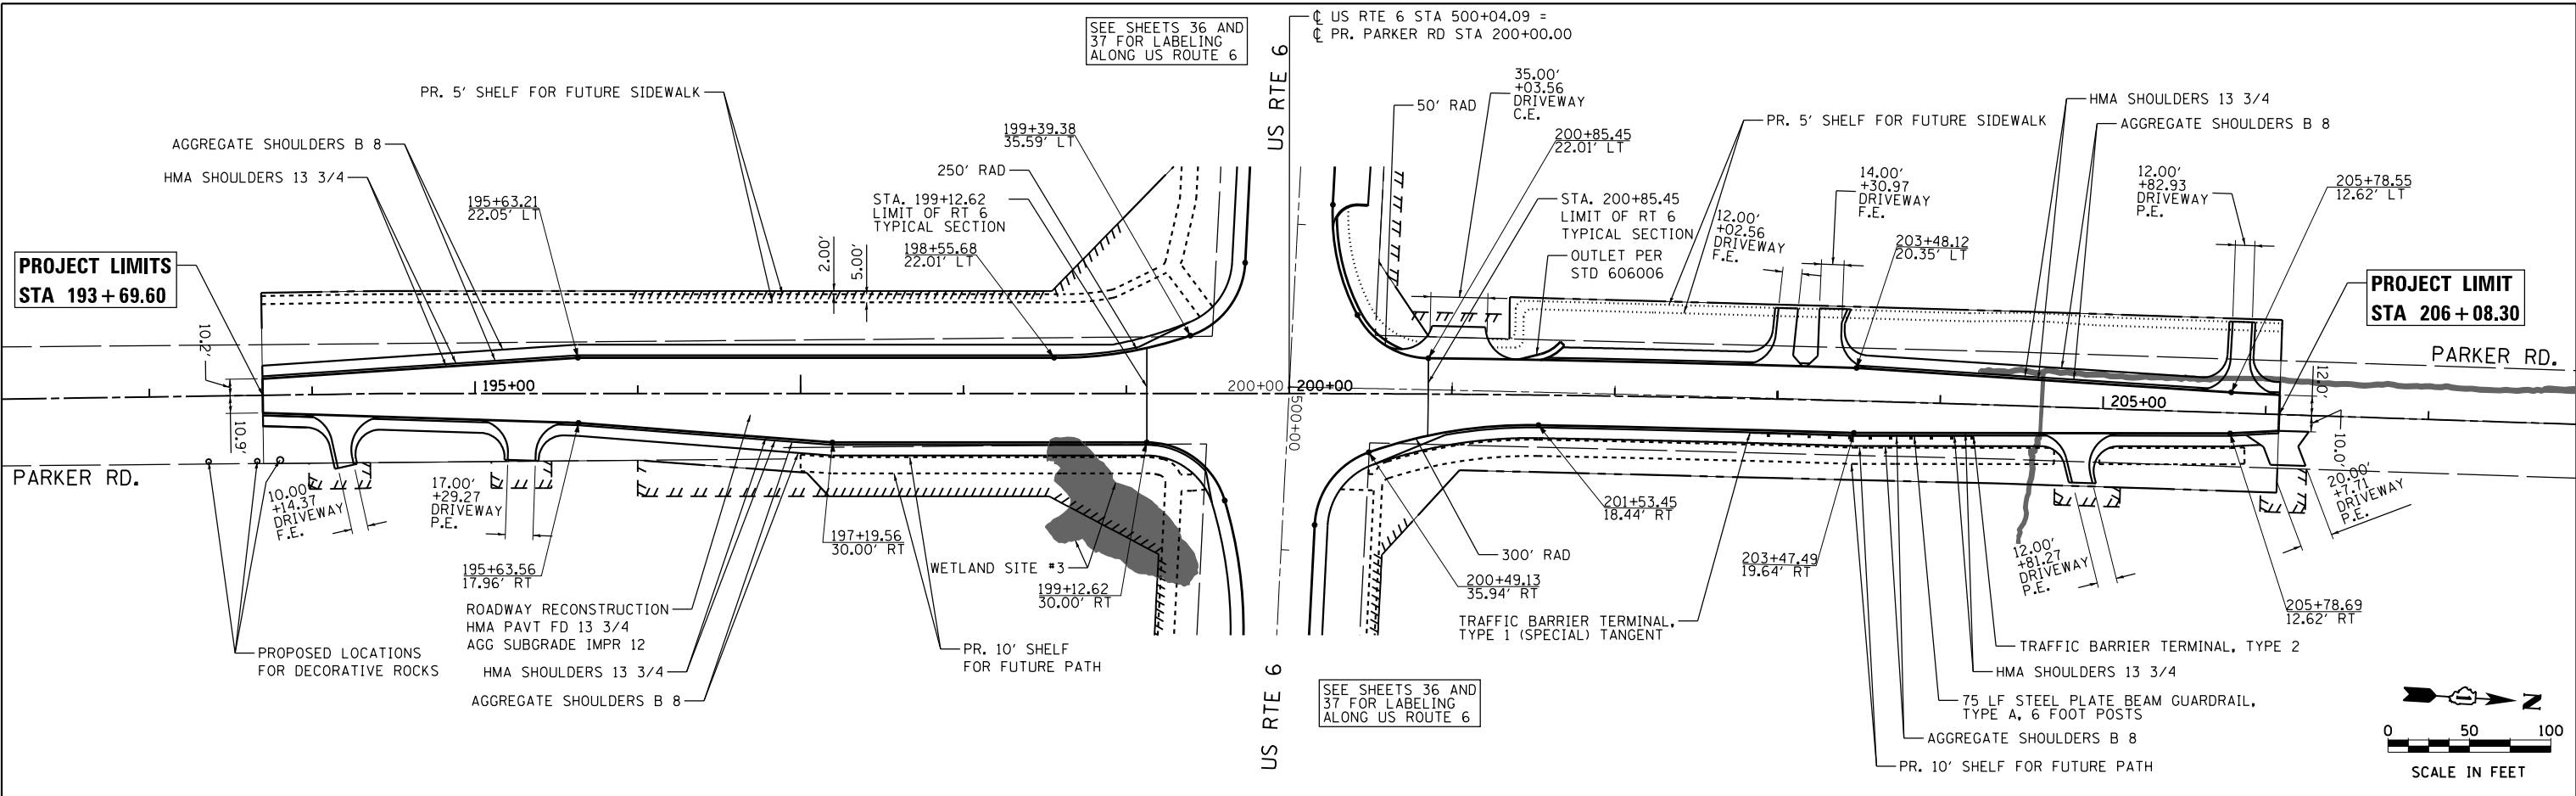 SEE SHEETS 36 AND
37 FOR LABELING
ALONG US ROUTE 6
US RTE 6
℄ US RTE 6 STA 500+04.09 =
℄ PR. PARKER RD STA 200+00.00
PR. 5' SHELF FOR FUTURE SIDEWALK
AGGREGATE SHOULDERS B 8
HMA SHOULDERS 13 3/4
195+63.21
22.05' LT
2.00'
5.00'
199+39.38
35.59' LT
250' RAD
STA. 199+12.62
LIMIT OF RT 6
TYPICAL SECTION
198+55.68
22.01' LT
35.00'
+03.56
DRIVEWAY
C.E.
50' RAD
200+85.45
22.01' LT
STA. 200+85.45
LIMIT OF RT 6
TYPICAL SECTION
OUTLET PER
STD 606006
PR. 5' SHELF FOR FUTURE SIDEWALK
12.00'
+02.56
DRIVEWAY
F.E.
14.00'
+30.97
DRIVEWAY
F.E.
203+48.12
20.35' LT
HMA SHOULDERS 13 3/4
AGGREGATE SHOULDERS B 8
12.00'
+82.93
DRIVEWAY
P.E.
205+78.55
12.62' LT
PROJECT LIMITS
STA 193+69.60
PROJECT LIMIT
STA 206+08.30
PARKER RD.
10.2'
10.9'
195+00
200+00
200+00
500+00
205+00
12.0'
10.0'
PARKER RD.
10.00'
+14.37
DRIVEWAY
F.E.
17.00'
+29.27
DRIVEWAY
P.E.
195+63.56
17.96' RT
197+19.56
30.00' RT
WETLAND SITE #3
199+12.62
30.00' RT
ROADWAY RECONSTRUCTION
HMA PAVT FD 13 3/4
AGG SUBGRADE IMPR 12
HMA SHOULDERS 13 3/4
AGGREGATE SHOULDERS B 8
PROPOSED LOCATIONS
FOR DECORATIVE ROCKS
PR. 10' SHELF
FOR FUTURE PATH
US RTE 6
SEE SHEETS 36 AND
37 FOR LABELING
ALONG US ROUTE 6
300' RAD
200+49.13
35.94' RT
201+53.45
18.44' RT
TRAFFIC BARRIER TERMINAL,
TYPE 1 (SPECIAL) TANGENT
203+47.49
19.64' RT
12.00'
+81.27
DRIVEWAY
P.E.
20.00'
+7.71
DRIVEWAY
P.E.
205+78.69
12.62' RT
TRAFFIC BARRIER TERMINAL, TYPE 2
HMA SHOULDERS 13 3/4
75 LF STEEL PLATE BEAM GUARDRAIL,
TYPE A, 6 FOOT POSTS
AGGREGATE SHOULDERS B 8
PR. 10' SHELF FOR FUTURE PATH
N
0 50 100
SCALE IN FEET